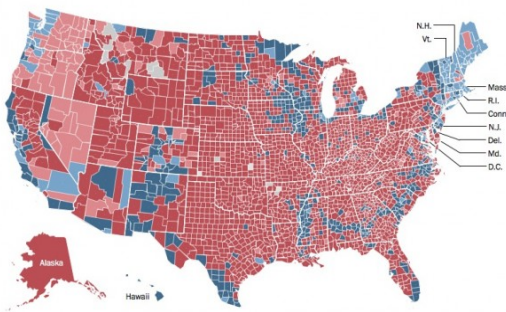 N.H.
Vt.
Mass
R.I.
Conn
N.J.
Del.
Md.
D.C.
Alaska
Hawaii